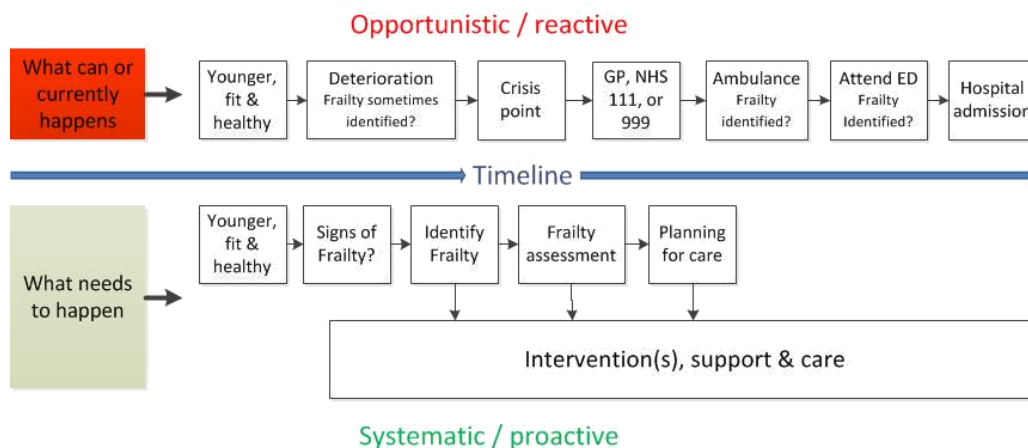 Opportunistic / reactive
What can or
currently
happens
Younger,
fit &
healthy
Deterioration
Frailty sometimes
identified?
Crisis
point
GP, NHS
111, or
999
Ambulance
Frailty
identified?
Attend ED
Frailty
Identified?
Hospital
admission
Timeline
What needs
to happen
Younger,
fit &
healthy
Signs of
Frailty?
Identify
Frailty
Frailty
assessment
Planning
for care
Intervention(s), support & care
Systematic / proactive